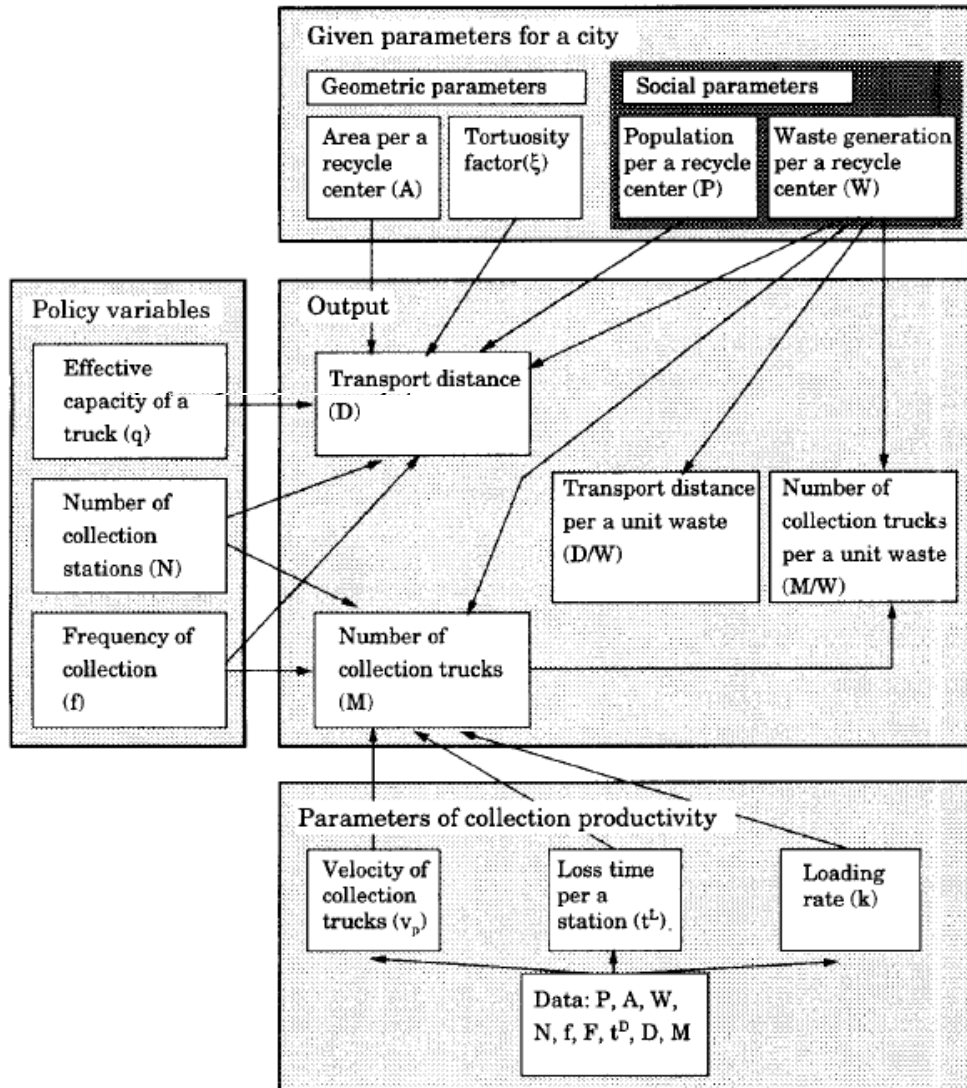 Given parameters for a city
Geometric parameters
Social parameters
Area per a
recycle
center (A)
Tortuosity
factor(ξ)
Population
per a recycle
center (P)
Waste generation
per a recycle
center (W)
Policy variables
Effective
capacity of a
truck (q)
Number of
collection
stations (N)
Frequency of
collection
(f)
Output
Transport distance
(D)
Transport distance
per a unit waste
(D/W)
Number of
collection trucks
per a unit waste
(M/W)
Number of
collection trucks
(M)
Parameters of collection productivity
Velocity of
collection
trucks (vₚ)
Loss time
per a
station (tᴸ).
Loading
rate (k)
Data: P, A, W,
N, f, F, tᴰ, D, M